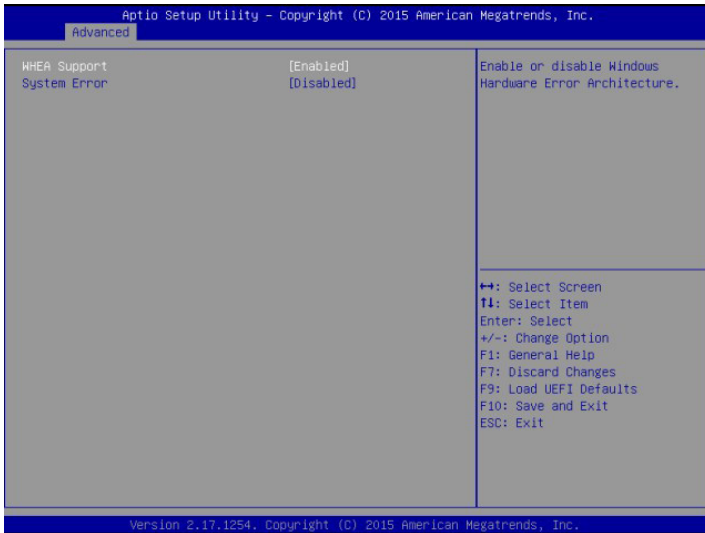 Aptio Setup Utility – Copyright (C) 2015 American Megatrends, Inc.
Advanced
WHEA Support [Enabled]
System Error [Disabled]
Enable or disable Windows
Hardware Error Architecture.
↔: Select Screen
↑↓: Select Item
Enter: Select
+/-: Change Option
F1: General Help
F7: Discard Changes
F9: Load UEFI Defaults
F10: Save and Exit
ESC: Exit
Version 2.17.1254. Copyright (C) 2015 American Megatrends, Inc.